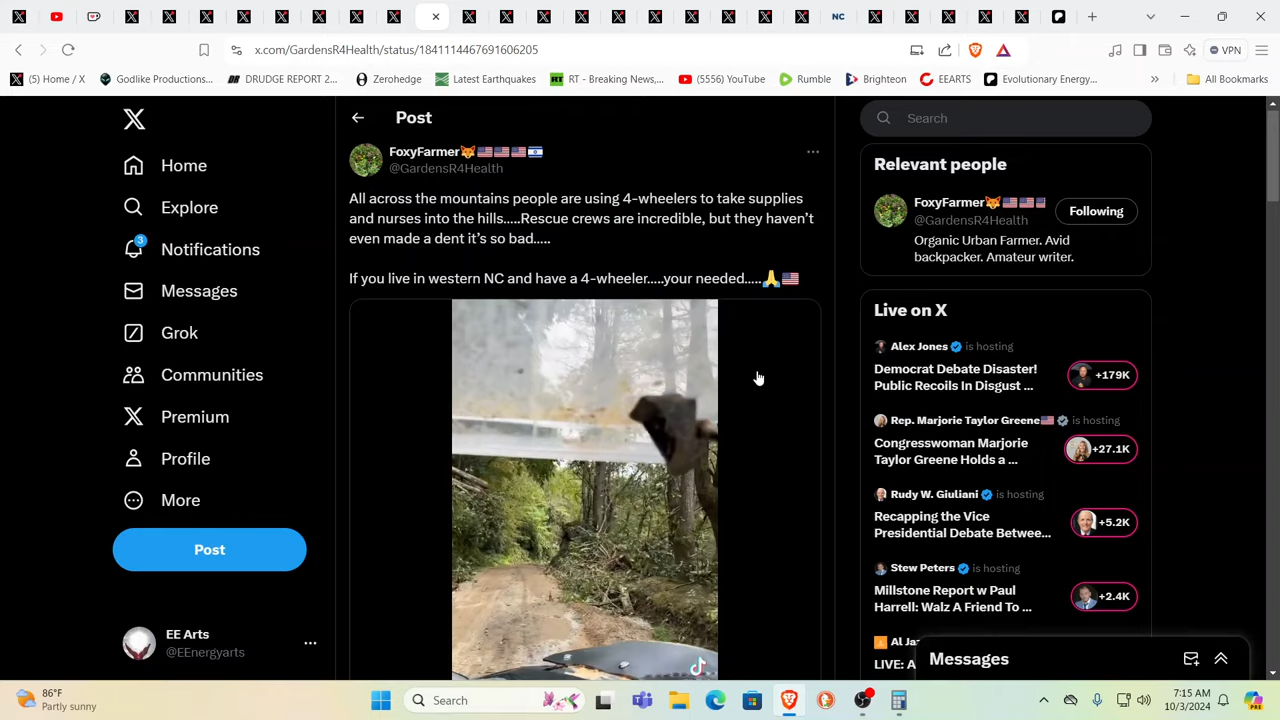 NC
x.com/GardensR4Health/status/1841114467691606205
VPN
(5) Home / X
Godlike Productions...
DRUDGE REPORT 2...
Zerohedge
Latest Earthquakes
RT - Breaking News,...
(5556) YouTube
Rumble
Brighteon
EEARTS
Evolutionary Energy...
All Bookmarks
Home
Explore
3
Notifications
Messages
Grok
Communities
Premium
Profile
More
Post
EE Arts
@EEnergyarts
Post
FoxyFarmer🦊🇺🇸🇺🇸🇺🇸🇮🇱
@GardensR4Health
All across the mountains people are using 4-wheelers to take supplies
and nurses into the hills.....Rescue crews are incredible, but they haven't
even made a dent it's so bad.....
If you live in western NC and have a 4-wheeler.....your needed.....🙏🇺🇸
Search
Relevant people
FoxyFarmer🦊🇺🇸🇺🇸🇺🇸
@GardensR4Health
Following
Organic Urban Farmer. Avid
backpacker. Amateur writer.
Live on X
Alex Jones is hosting
Democrat Debate Disaster!
Public Recoils In Disgust ...
+179K
Rep. Marjorie Taylor Greene🇺🇸 is hosting
Congresswoman Marjorie
Taylor Greene Holds a ...
+27.1K
Rudy W. Giuliani is hosting
Recapping the Vice
Presidential Debate Betwee...
+5.2K
Stew Peters is hosting
Millstone Report w Paul
Harrell: Walz A Friend To ...
+2.4K
Al Jaz
LIVE: A
Messages
86°F
Partly sunny
Search
7:15 AM
10/3/2024
PRE